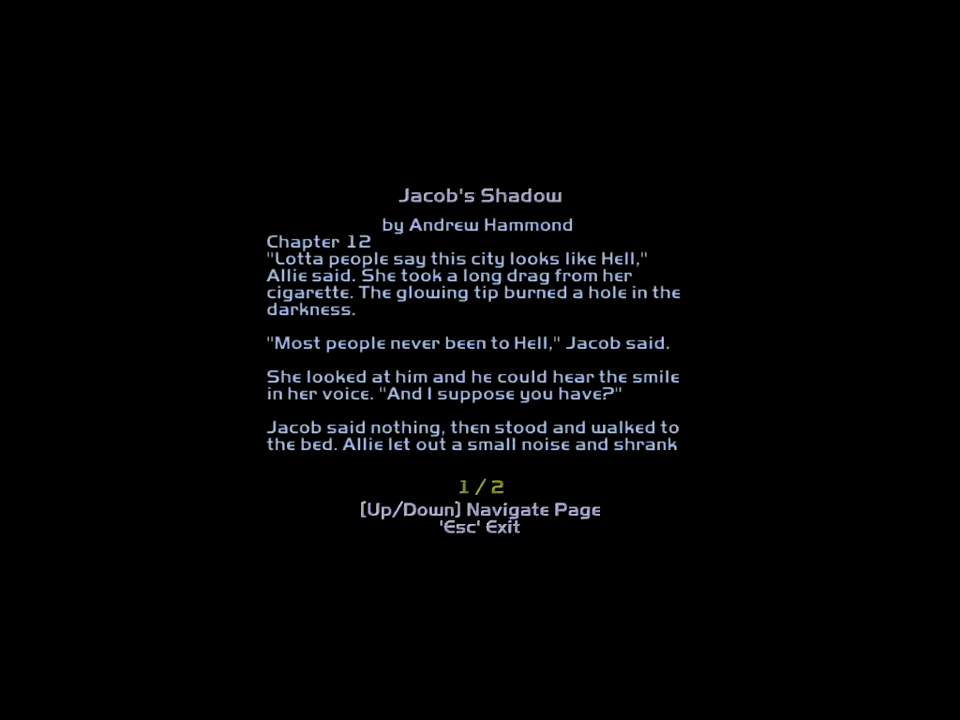 Jacob's Shadow
by Andrew Hammond
Chapter 12
"Lotta people say this city looks like Hell,"
Allie said. She took a long drag from her
cigarette. The glowing tip burned a hole in the
darkness.
"Most people never been to Hell," Jacob said.
She looked at him and he could hear the smile
in her voice. "And I suppose you have?"
Jacob said nothing, then stood and walked to
the bed. Allie let out a small noise and shrank
1 / 2
[Up/Down] Navigate Page
'Esc' Exit